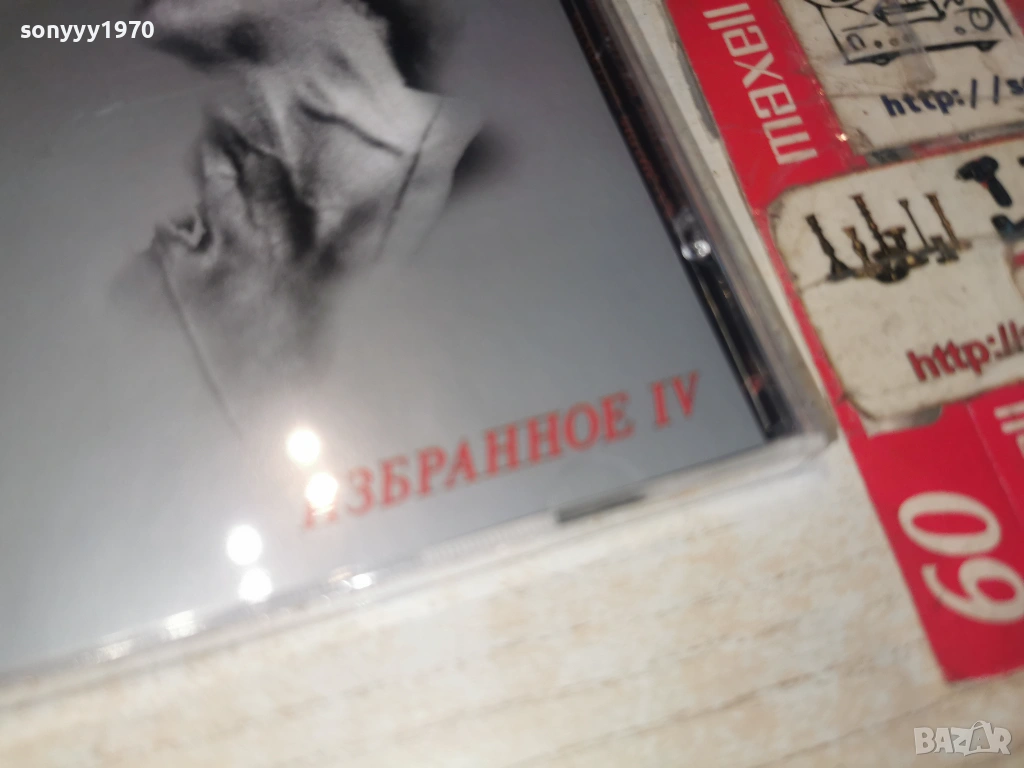 sonyyy1970
maxell
http://s
http://
ИЗБРАННОЕ IV
60
BAZAR